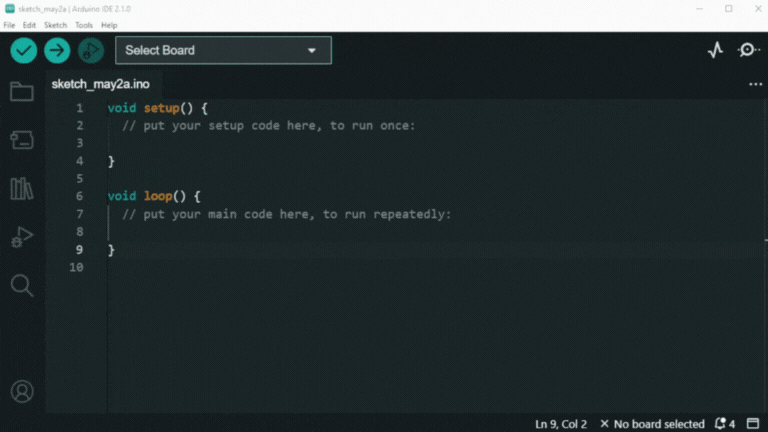 sketch_may2a | Arduino IDE 2.1.0
File Edit Sketch Tools Help
Select Board
sketch_may2a.ino
1 void setup() {
2 // put your setup code here, to run once:
3
4 }
5
6 void loop() {
7 // put your main code here, to run repeatedly:
8
9 }
10
Ln 9, Col 2 × No board selected 4